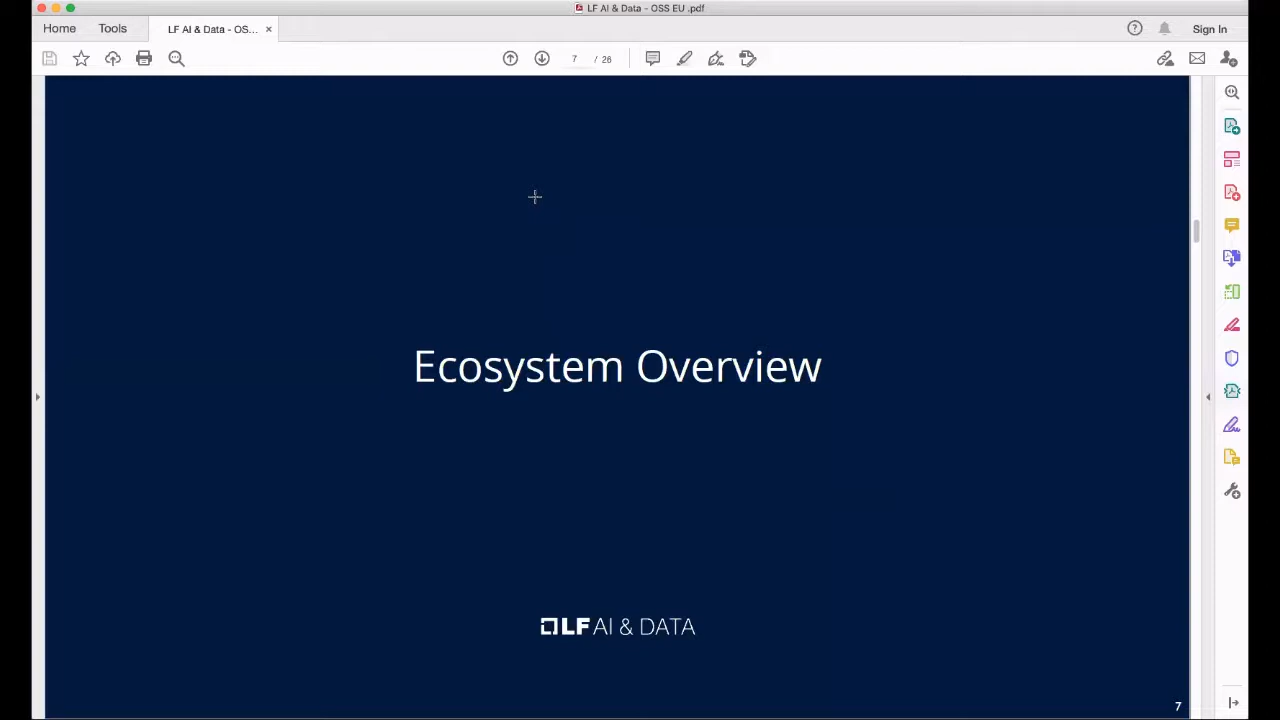 LF AI & Data - OSS EU .pdf
Home
Tools
LF AI & Data - OS...
Sign In
7 / 26
Ecosystem Overview
LF AI & DATA
7